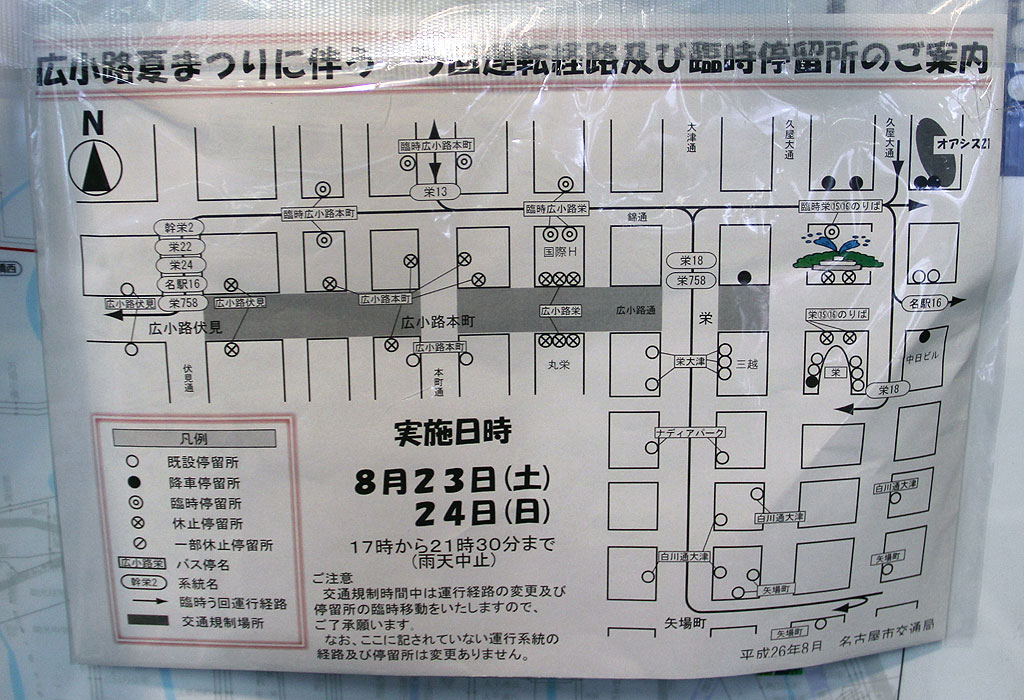 広小路夏まつりに伴う う回運転経路及び臨時停留所のご案内
N
大津通
久屋大通
久屋大通
オアシス21
臨時広小路本町
栄13
臨時広小路本町
臨時広小路栄
錦通
臨時栄⑮⑯のりば
幹栄2
栄22
栄24
名駅16
栄758
国際H
栄18
栄758
広小路伏見
広小路伏見
広小路本町
広小路栄
広小路通
名駅16
広小路伏見
広小路本町
栄
栄⑮⑯のりば
広小路本町
丸栄
栄大津
三越
栄
中日ビル
伏見通
本町通
栄18
ナディアパーク
白川通大津
白川通大津
白川通大津
矢場町
矢場町
矢場町
矢場町
凡例
既設停留所
降車停留所
臨時停留所
休止停留所
一部休止停留所
広小路栄 バス停名
幹栄2 系統名
臨時う回運行経路
交通規制場所
実施日時
8月23日(土)
24日(日)
17時から21時30分まで
(雨天中止)
ご注意
交通規制時間中は運行経路の変更及び
停留所の臨時移動をいたしますので、
ご了承願います。
なお、ここに記されていない運行系統の
経路及び停留所は変更ありません。
平成26年8月 名古屋市交通局